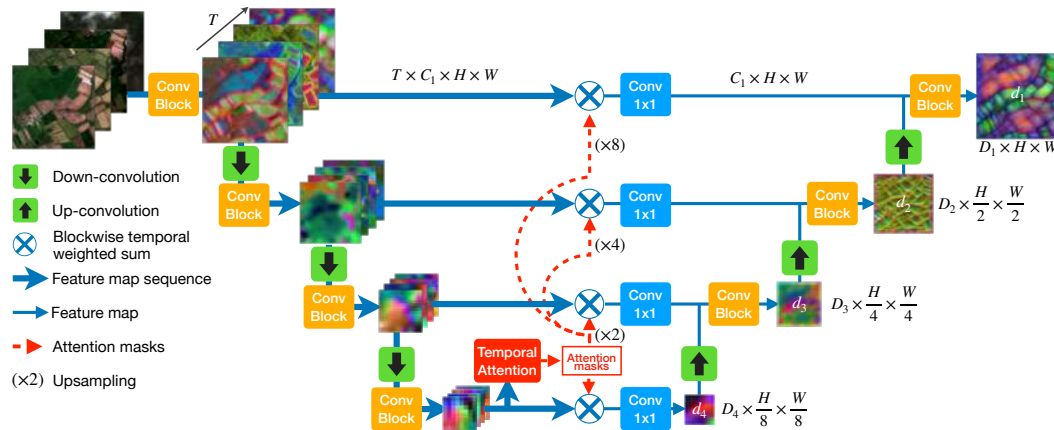 T
Conv
Block
T × C₁ × H × W
Conv
1x1
C₁ × H × W
Conv
Block
d₁
D₁ × H × W
(×8)
Down-convolution
Up-convolution
Blockwise temporal
weighted sum
Feature map sequence
Feature map
Attention masks
(×2) Upsampling
Conv
Block
Conv
1x1
Conv
Block
d₂
D₂ × H/2 × W/2
(×4)
Conv
Block
Conv
1x1
Conv
Block
d₃
D₃ × H/4 × W/4
(×2)
Temporal
Attention
Attention
masks
Conv
Block
Conv
1x1
d₄
D₄ × H/8 × W/8